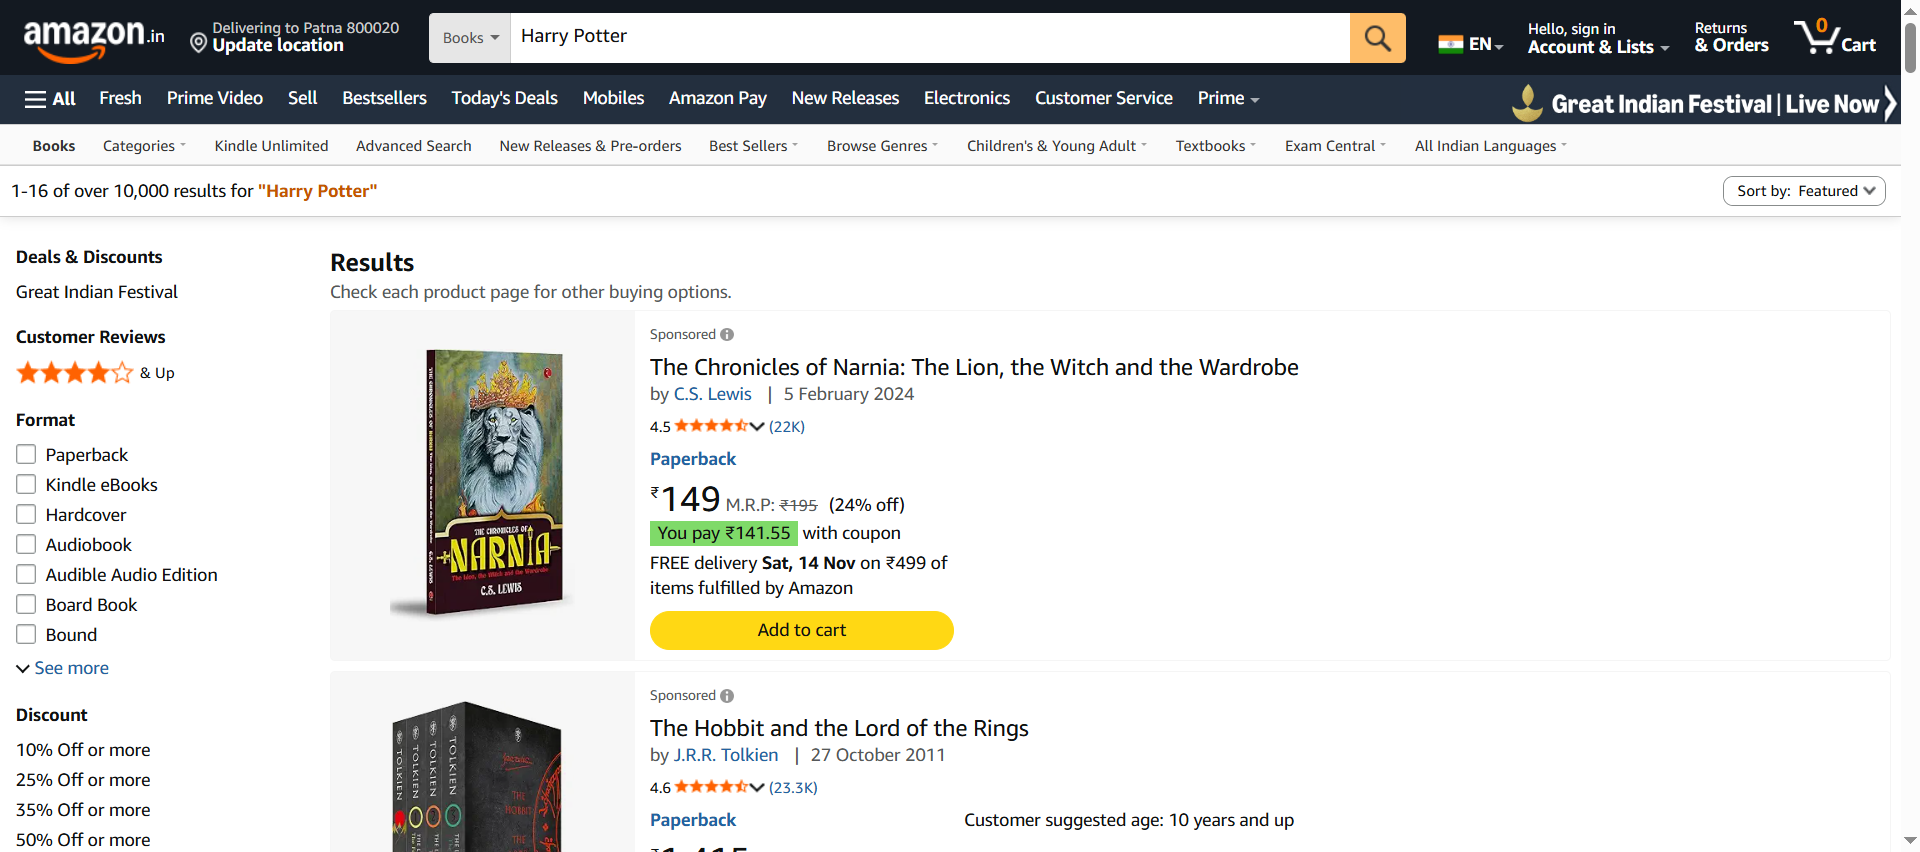 amazon.in
Delivering to Patna 800020
Update location
Books
Harry Potter
EN
Hello, sign in
Account & Lists
Returns
& Orders
0
Cart
All
Fresh
Prime Video
Sell
Bestsellers
Today's Deals
Mobiles
Amazon Pay
New Releases
Electronics
Customer Service
Prime
Great Indian Festival | Live Now
Books
Categories
Kindle Unlimited
Advanced Search
New Releases & Pre-orders
Best Sellers
Browse Genres
Children's & Young Adult
Textbooks
Exam Central
All Indian Languages
1-16 of over 10,000 results for "Harry Potter"
Sort by: Featured
Deals & Discounts
Great Indian Festival
Customer Reviews
& Up
Format
Paperback
Kindle eBooks
Hardcover
Audiobook
Audible Audio Edition
Board Book
Bound
See more
Discount
10% Off or more
25% Off or more
35% Off or more
50% Off or more
Results
Check each product page for other buying options.
THE CHRONICLES OF
NARNIA
The Lion, the Witch and the Wardrobe
C.S. LEWIS
Sponsored
The Chronicles of Narnia: The Lion, the Witch and the Wardrobe
by C.S. Lewis | 5 February 2024
4.5 (22K)
Paperback
₹149 M.R.P: ₹195 (24% off)
You pay ₹141.55 with coupon
FREE delivery Sat, 14 Nov on ₹499 of
items fulfilled by Amazon
Add to cart
TOLKIEN
TOLKIEN
TOLKIEN
TOLKIEN
THE
HOBBIT
THE
Sponsored
The Hobbit and the Lord of the Rings
by J.R.R. Tolkien | 27 October 2011
4.6 (23.3K)
Paperback
Customer suggested age: 10 years and up